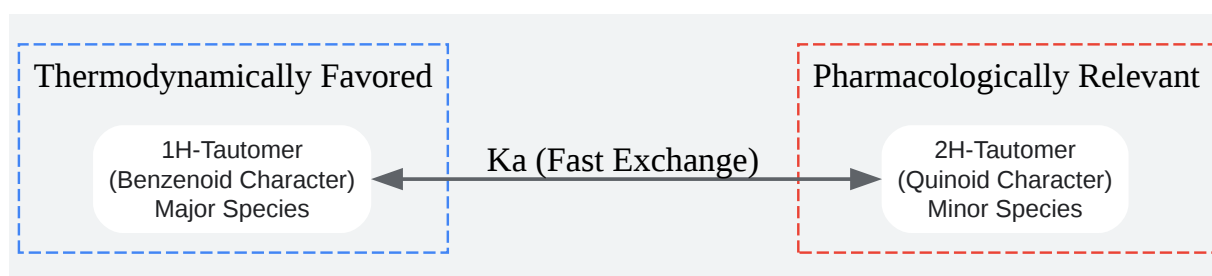 Thermodynamically Favored
1H-Tautomer
(Benzenoid Character)
Major Species
Ka (Fast Exchange)
Pharmacologically Relevant
2H-Tautomer
(Quinoid Character)
Minor Species